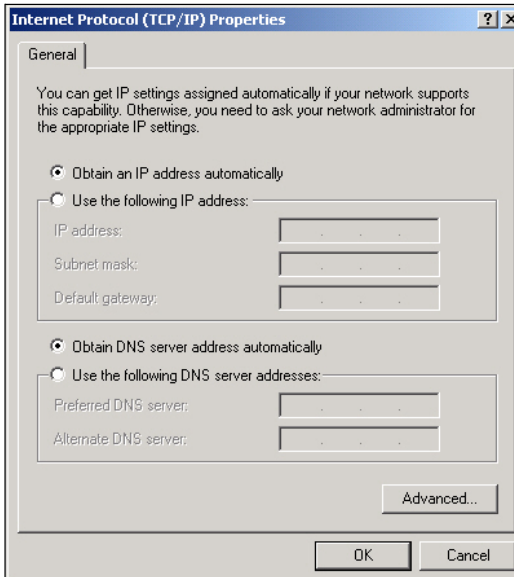 Internet Protocol (TCP/IP) Properties
General
You can get IP settings assigned automatically if your network supports
this capability. Otherwise, you need to ask your network administrator for
the appropriate IP settings.
Obtain an IP address automatically
Use the following IP address:
IP address:
Subnet mask:
Default gateway:
Obtain DNS server address automatically
Use the following DNS server addresses:
Preferred DNS server:
Alternate DNS server:
Advanced...
OK Cancel